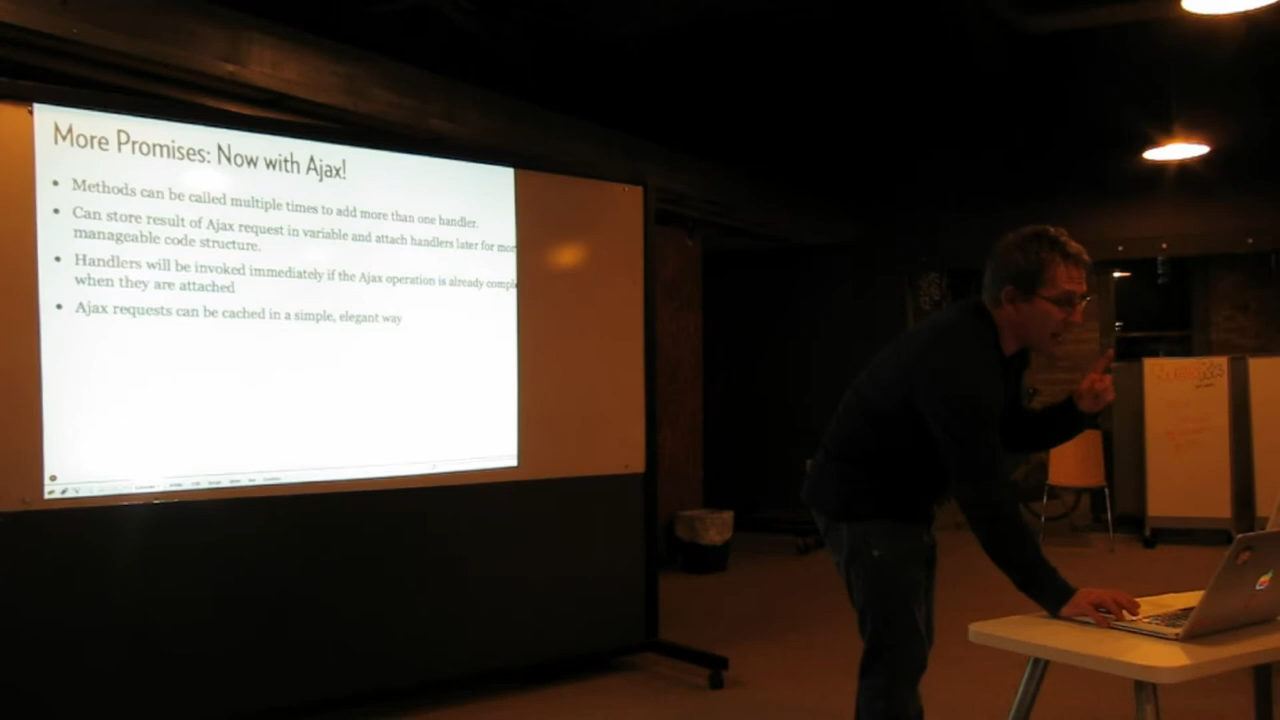 More Promises: Now with Ajax!
Methods can be called multiple times to add more than one handler.
Can store result of Ajax request in variable and attach handlers later for mor
manageable code structure.
Handlers will be invoked immediately if the Ajax operation is already compl
when they are attached
Ajax requests can be cached in a simple, elegant way